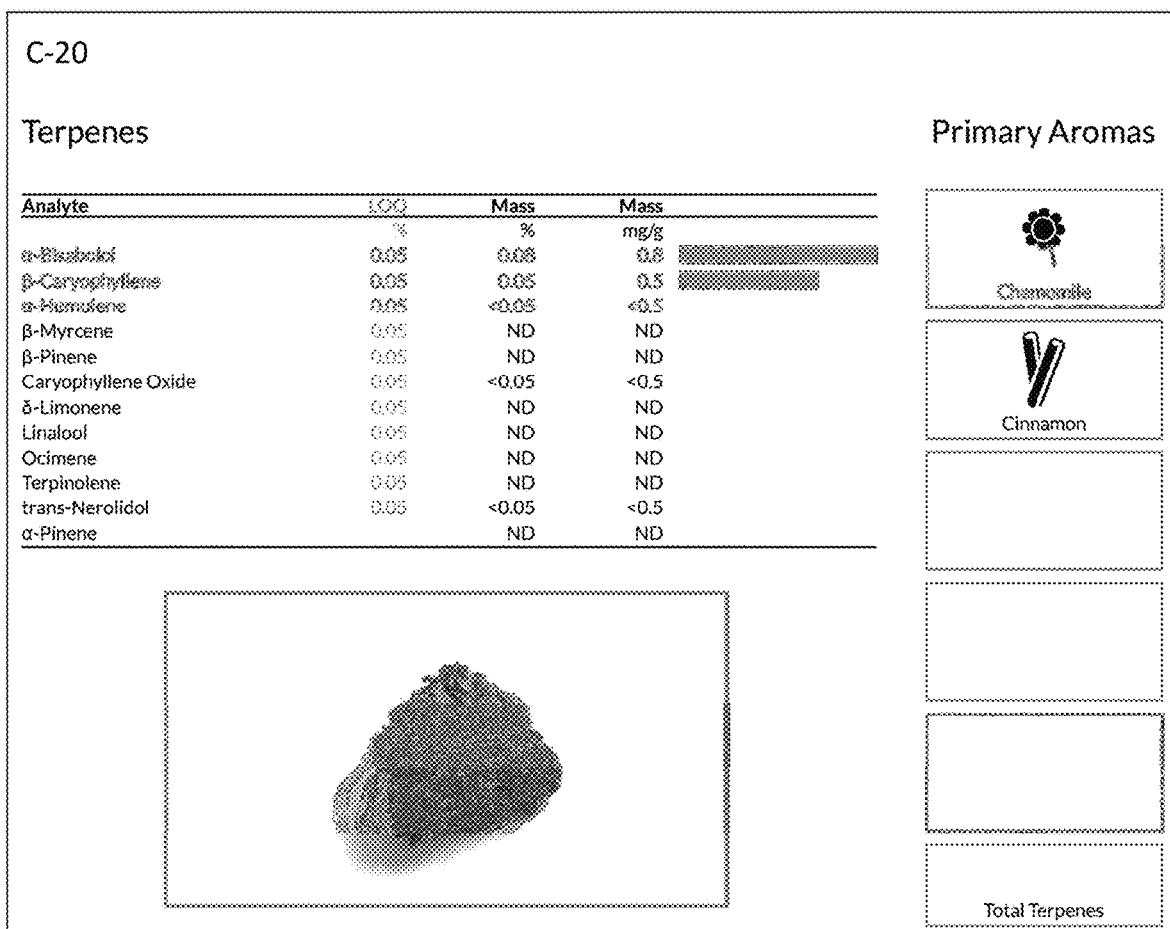 C-20
Terpenes
Primary Aromas
Analyte LOQ Mass Mass
% % mg/g
α-Bisabolol 0.05 0.08 0.8
β-Caryophyllene 0.05 0.05 0.5
α-Humulene 0.05 <0.05 <0.5
β-Myrcene 0.05 ND ND
β-Pinene 0.05 ND ND
Caryophyllene Oxide 0.05 <0.05 <0.5
δ-Limonene 0.05 ND ND
Linalool 0.05 ND ND
Ocimene 0.05 ND ND
Terpinolene 0.05 ND ND
trans-Nerolidol 0.05 <0.05 <0.5
α-Pinene ND ND
Chamomile
Cinnamon
Total Terpenes